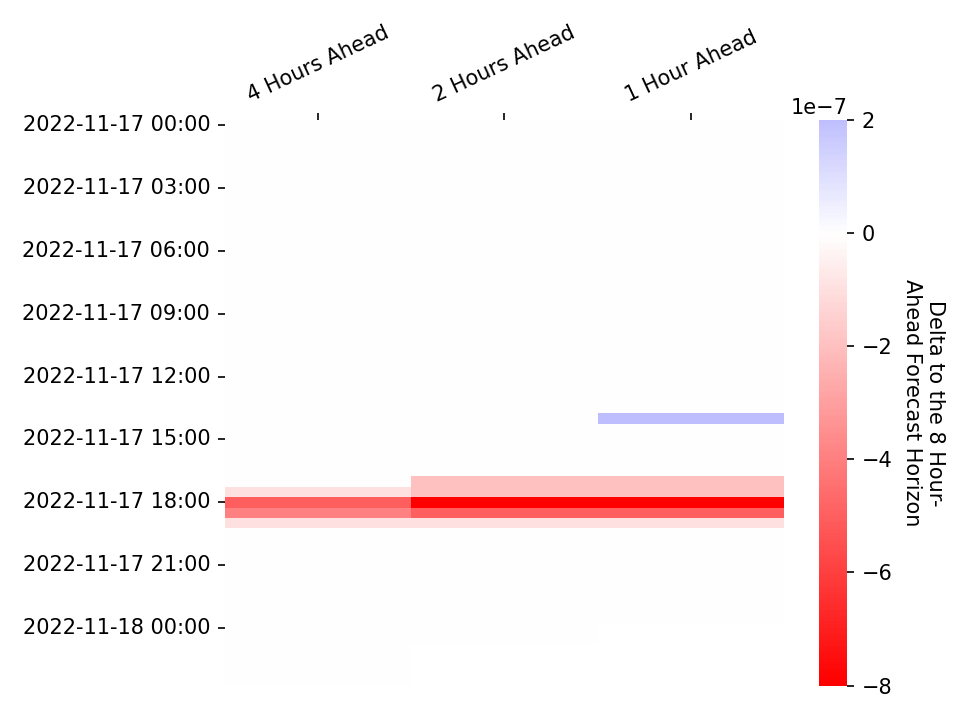 4 Hours Ahead
2 Hours Ahead
1 Hour Ahead
1e−7
2022-11-17 00:00
2022-11-17 03:00
2022-11-17 06:00
2022-11-17 09:00
2022-11-17 12:00
2022-11-17 15:00
2022-11-17 18:00
2022-11-17 21:00
2022-11-18 00:00
2
0
−2
−4
−6
−8
Delta to the 8 Hour-
Ahead Forecast Horizon